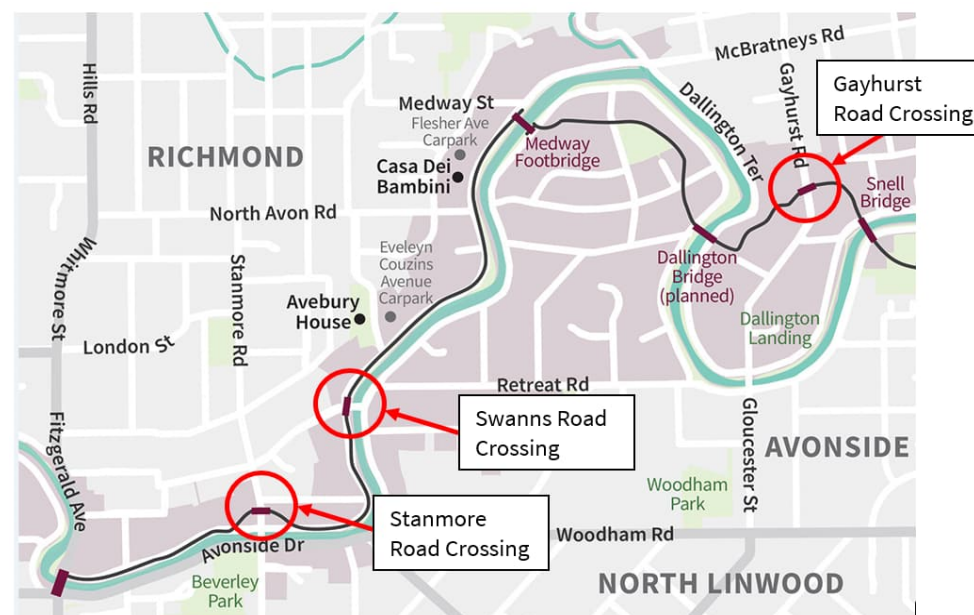 McBratneys Rd
Hills Rd
Gayhurst Rd
Gayhurst
Road Crossing
Dallington Ter
Medway St
Flesher Ave
Carpark
Medway
Footbridge
RICHMOND
Casa Dei
Bambini
Snell
Bridge
North Avon Rd
Whitmore St
Stanmore Rd
Eveleyn
Couzins
Avenue
Carpark
Dallington
Bridge
(planned)
Avebury
House
Dallington
Landing
London St
Retreat Rd
Swanns Road
Crossing
Fitzgerald Ave
Gloucester St
AVONSIDE
Woodham
Park
Stanmore
Road Crossing
Woodham Rd
Avonside Dr
Beverley
Park
NORTH LINWOOD